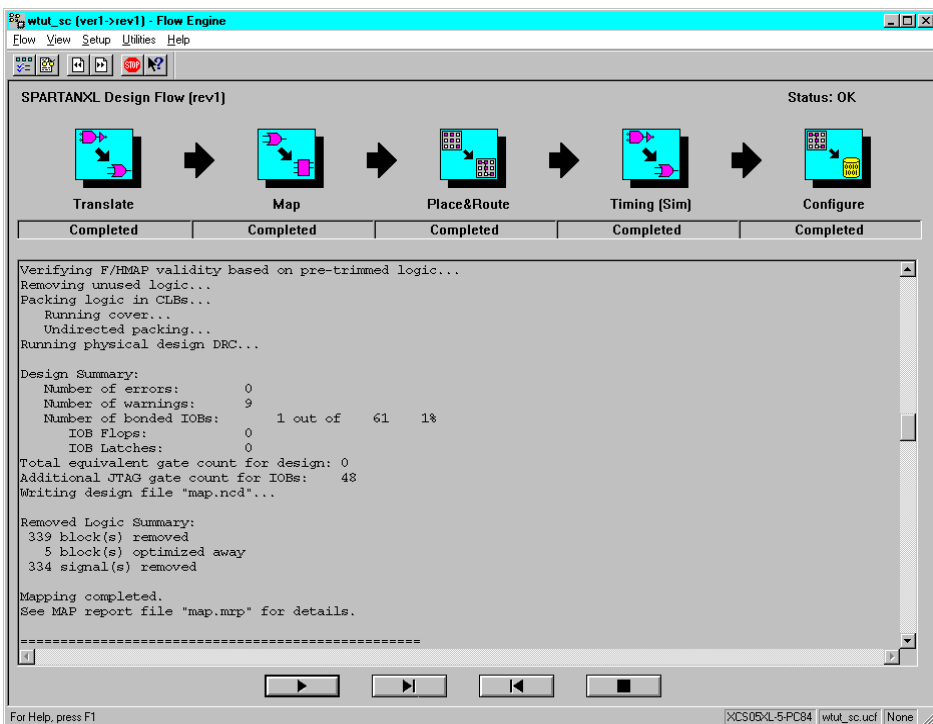 wtut_sc (ver1->rev1) - Flow Engine
Flow View Setup Utilities Help
STOP
SPARTANXL Design Flow (rev1) Status: OK
Translate Map Place&Route Timing (Sim) Configure
Completed Completed Completed Completed Completed
Verifying F/HMAP validity based on pre-trimmed logic...
Removing unused logic...
Packing logic in CLBs...
Running cover...
Undirected packing...
Running physical design DRC...
Design Summary:
Number of errors: 0
Number of warnings: 9
Number of bonded IOBs: 1 out of 61 1%
IOB Flops: 0
IOB Latches: 0
Total equivalent gate count for design: 0
Additional JTAG gate count for IOBs: 48
Writing design file "map.ncd"...
Removed Logic Summary:
339 block(s) removed
5 block(s) optimized away
334 signal(s) removed
Mapping completed.
See MAP report file "map.mrp" for details.
==================================================
For Help, press F1 XCS05XL-5-PC84 wtut_sc.ucf None